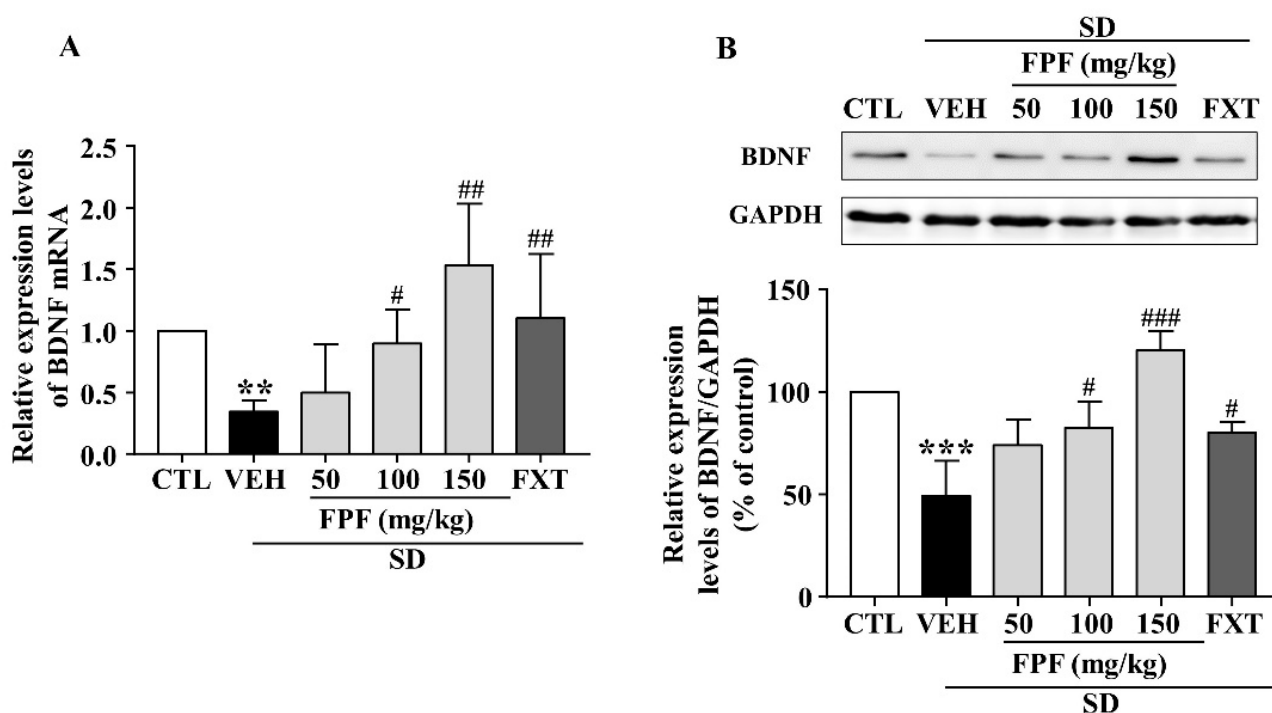 A
Relative expression levels
of BDNF mRNA
2.5
2.0
1.5
1.0
0.5
0.0
**
#
##
##
CTL VEH 50 100 150 FXT
FPF (mg/kg)
SD
B
SD
FPF (mg/kg)
CTL VEH 50 100 150 FXT
BDNF
GAPDH
Relative expression
levels of BDNF/GAPDH
(% of control)
150
100
50
0
***
#
###
#
CTL VEH 50 100 150 FXT
FPF (mg/kg)
SD